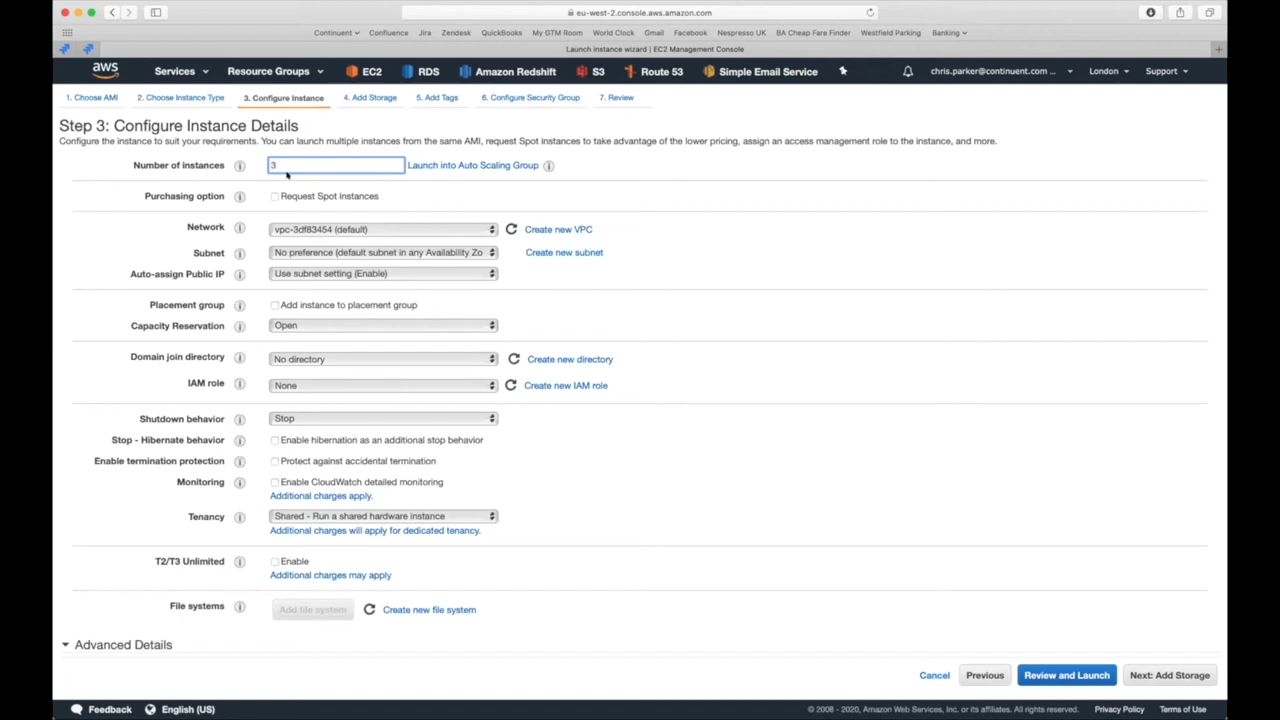 eu-west-2.console.aws.amazon.com
Continuent Confluence Jira Zendesk QuickBooks My GTM Room World Clock Gmail Facebook Nespresso UK BA Cheap Fare Finder Westfield Parking Banking
Launch instance wizard | EC2 Management Console
aws Services Resource Groups EC2 RDS Amazon Redshift S3 Route 53 Simple Email Service chris.parker@continuent.com ... London Support
1. Choose AMI 2. Choose Instance Type 3. Configure Instance 4. Add Storage 5. Add Tags 6. Configure Security Group 7. Review
Step 3: Configure Instance Details
Configure the instance to suit your requirements. You can launch multiple instances from the same AMI, request Spot instances to take advantage of the lower pricing, assign an access management role to the instance, and more.
Number of instances 3 Launch into Auto Scaling Group
Purchasing option Request Spot instances
Network vpc-3df83454 (default) Create new VPC
Subnet No preference (default subnet in any Availability Zo Create new subnet
Auto-assign Public IP Use subnet setting (Enable)
Placement group Add instance to placement group
Capacity Reservation Open
Domain join directory No directory Create new directory
IAM role None Create new IAM role
Shutdown behavior Stop
Stop - Hibernate behavior Enable hibernation as an additional stop behavior
Enable termination protection Protect against accidental termination
Monitoring Enable CloudWatch detailed monitoring
Additional charges apply.
Tenancy Shared - Run a shared hardware instance
Additional charges will apply for dedicated tenancy.
T2/T3 Unlimited Enable
Additional charges may apply
File systems Add file system Create new file system
Advanced Details
Cancel Previous Review and Launch Next: Add Storage
Feedback English (US) © 2008 - 2020, Amazon Web Services, Inc. or its affiliates. All rights reserved. Privacy Policy Terms of Use